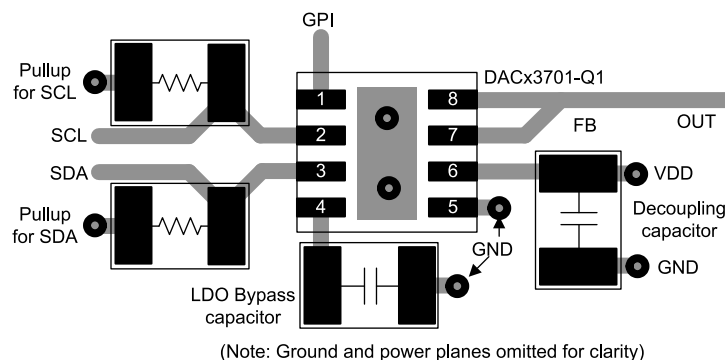 GPI
DACx3701-Q1
Pullup
for SCL
1
8
OUT
SCL
2
7
FB
SDA
3
6
VDD
Pullup
for SDA
4
5
Decoupling
capacitor
GND
GND
LDO Bypass
capacitor
(Note: Ground and power planes omitted for clarity)